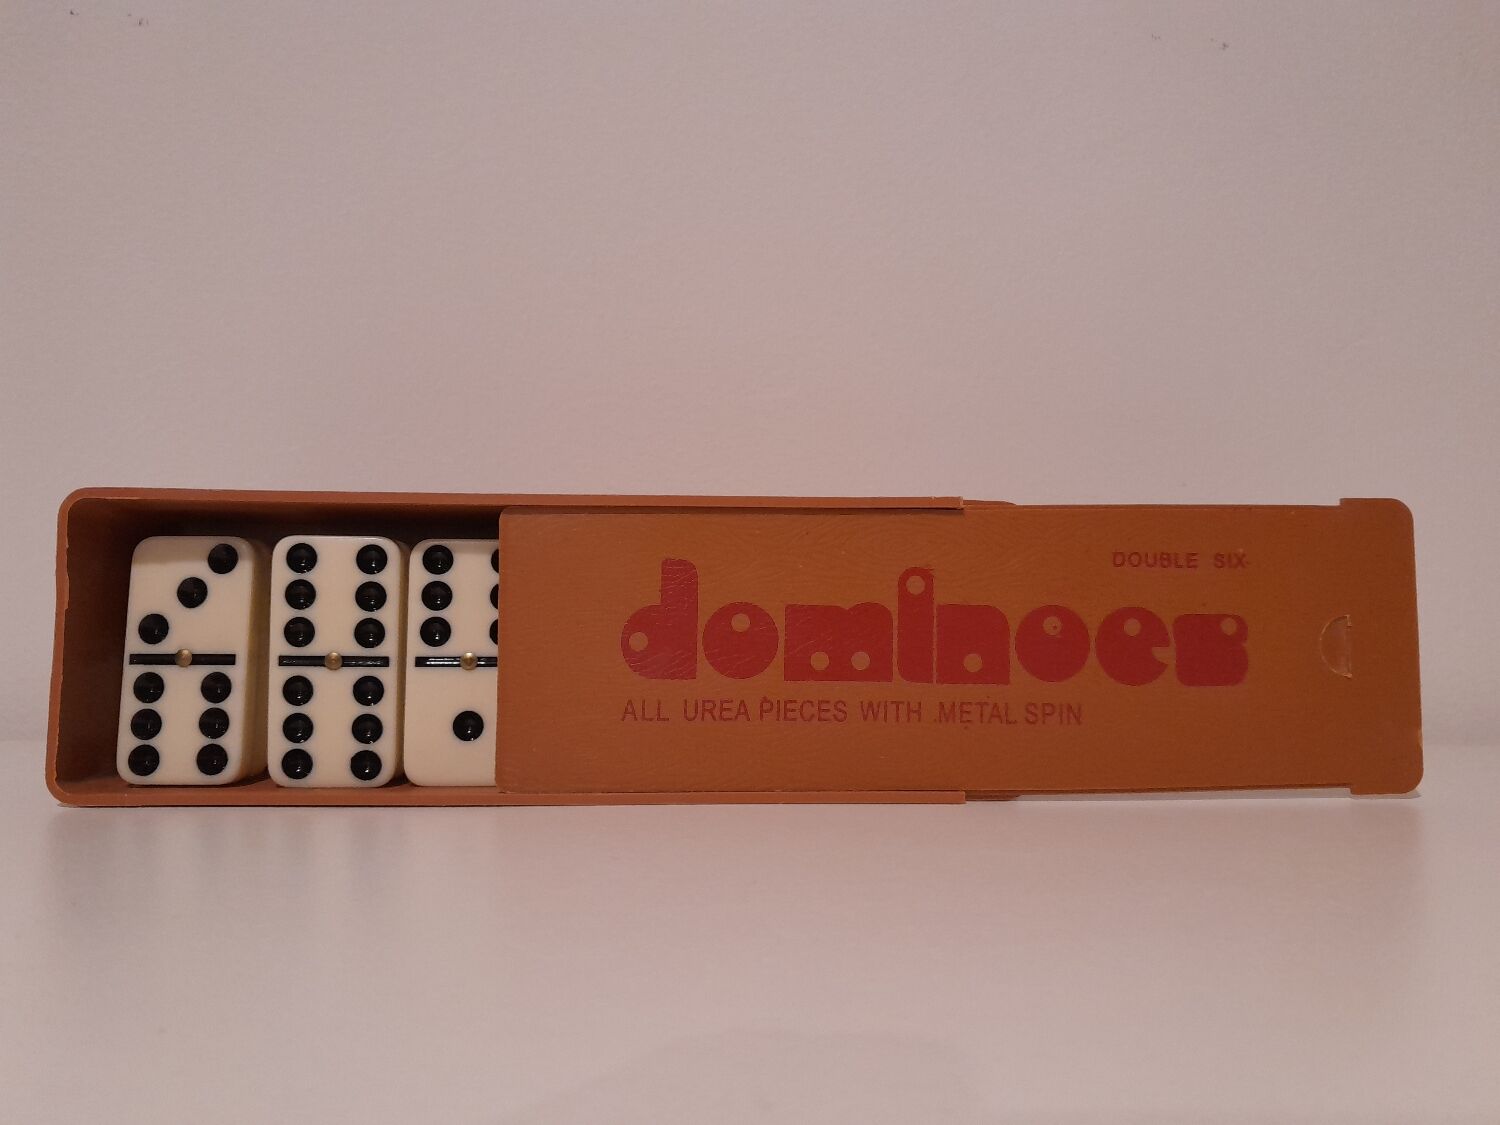 DOUBLE SIX
dominoes
ALL UREA PIECES WITH METAL SPIN